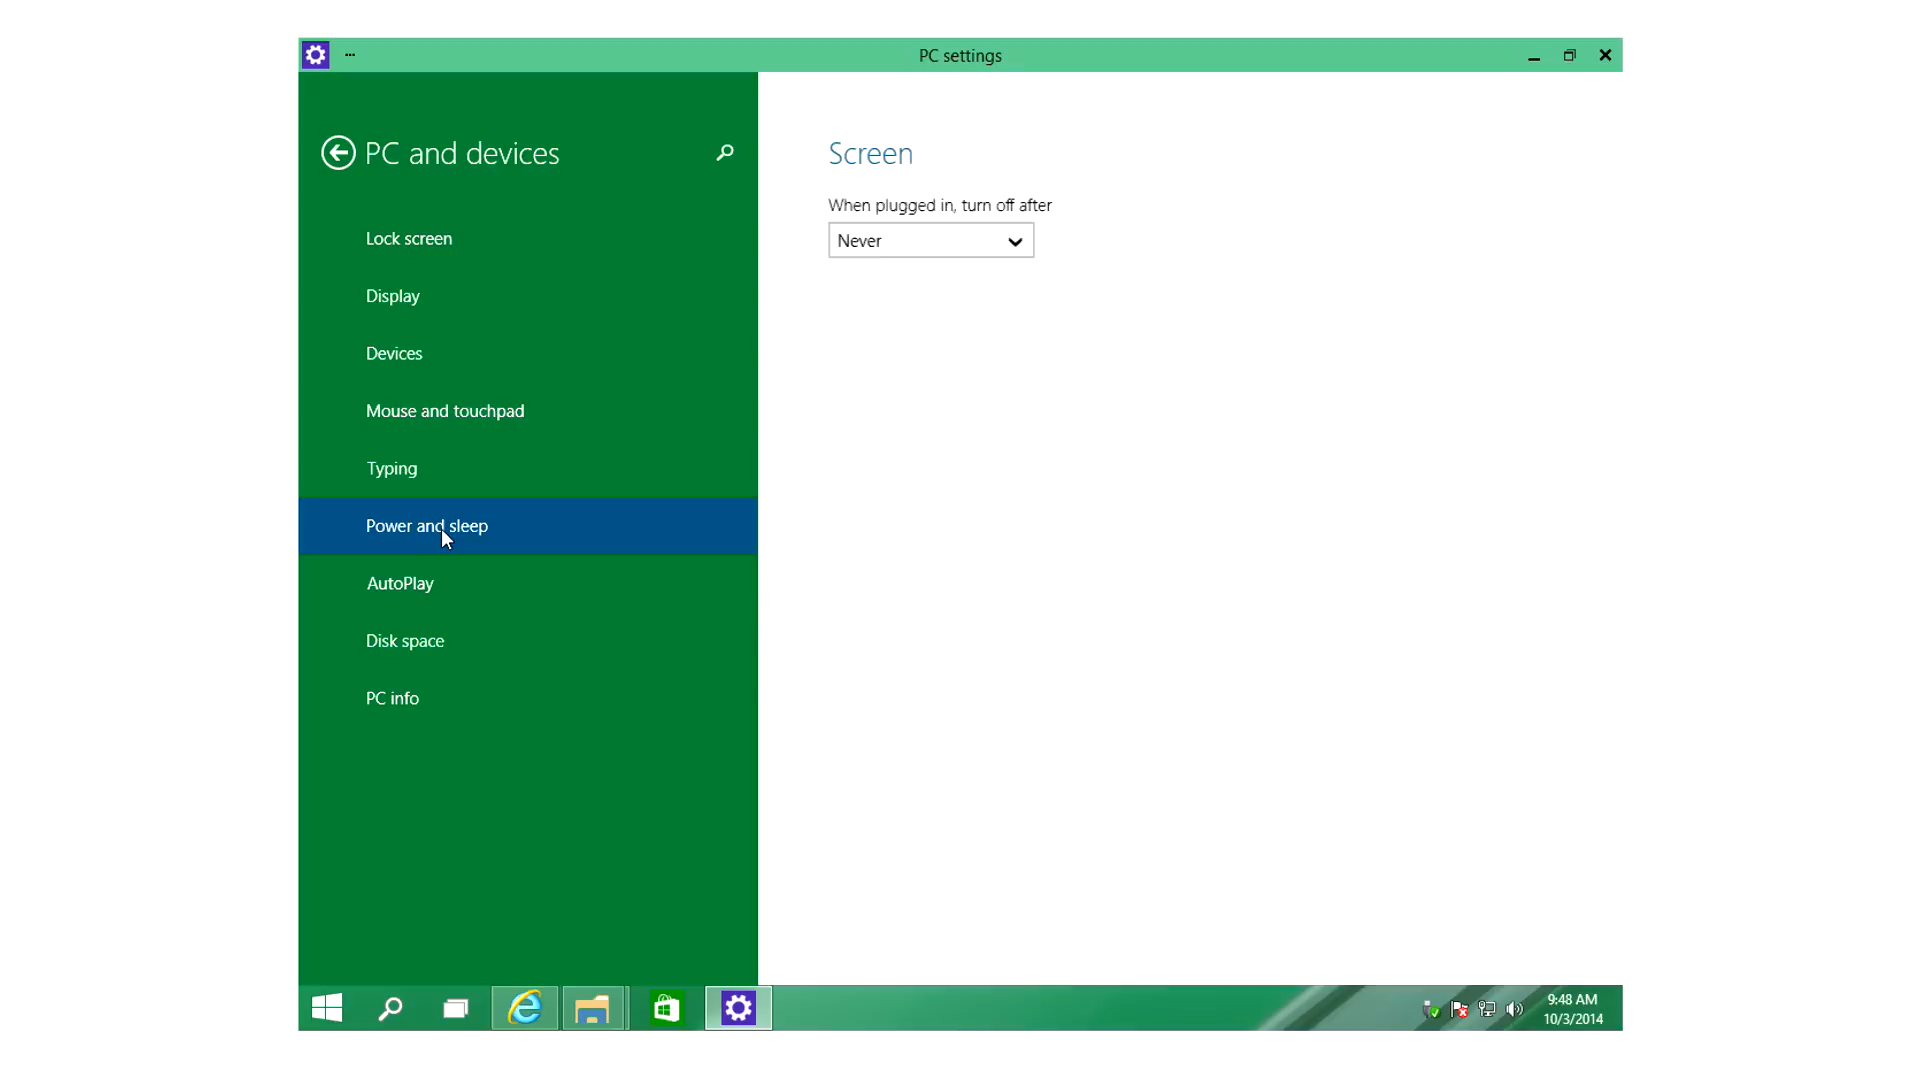 PC settings
PC and devices
Lock screen
Display
Devices
Mouse and touchpad
Typing
Power and sleep
AutoPlay
Disk space
PC info
Screen
When plugged in, turn off after
Never
9:48 AM
10/3/2014